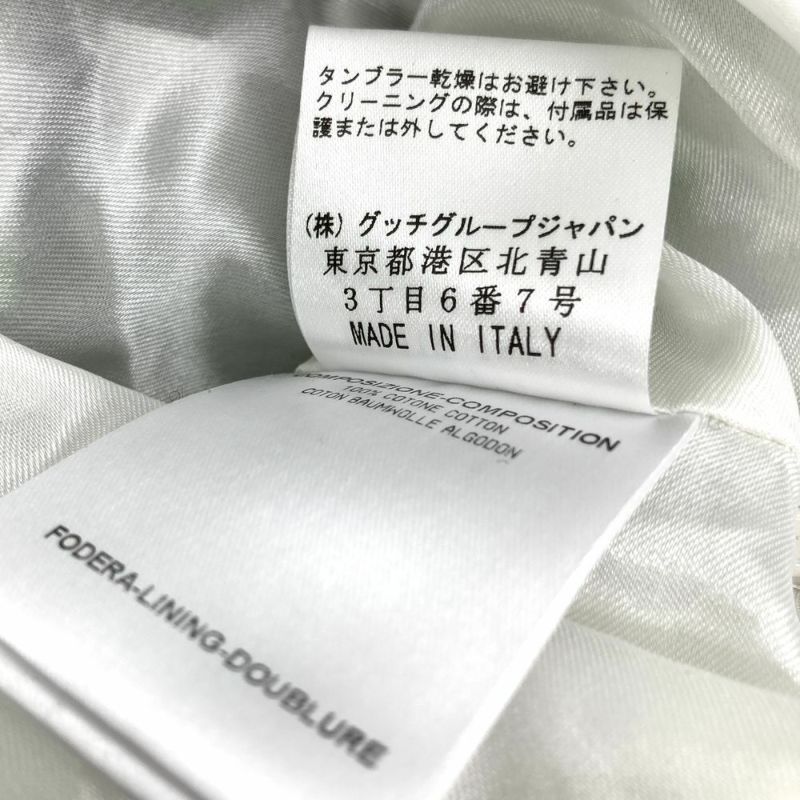 タンブラー乾燥はお避け下さい。
クリーニングの際は、付属品は保
護または外してください。
(株) グッチグループジャパン
東京都港区北青山
3丁目6番7号
MADE IN ITALY
COMPOSIZIONE-COMPOSITION
100% COTONE COTTON
COTON BAUMWOLLE ALGODON
FODERA-LINING-DOUBLURE